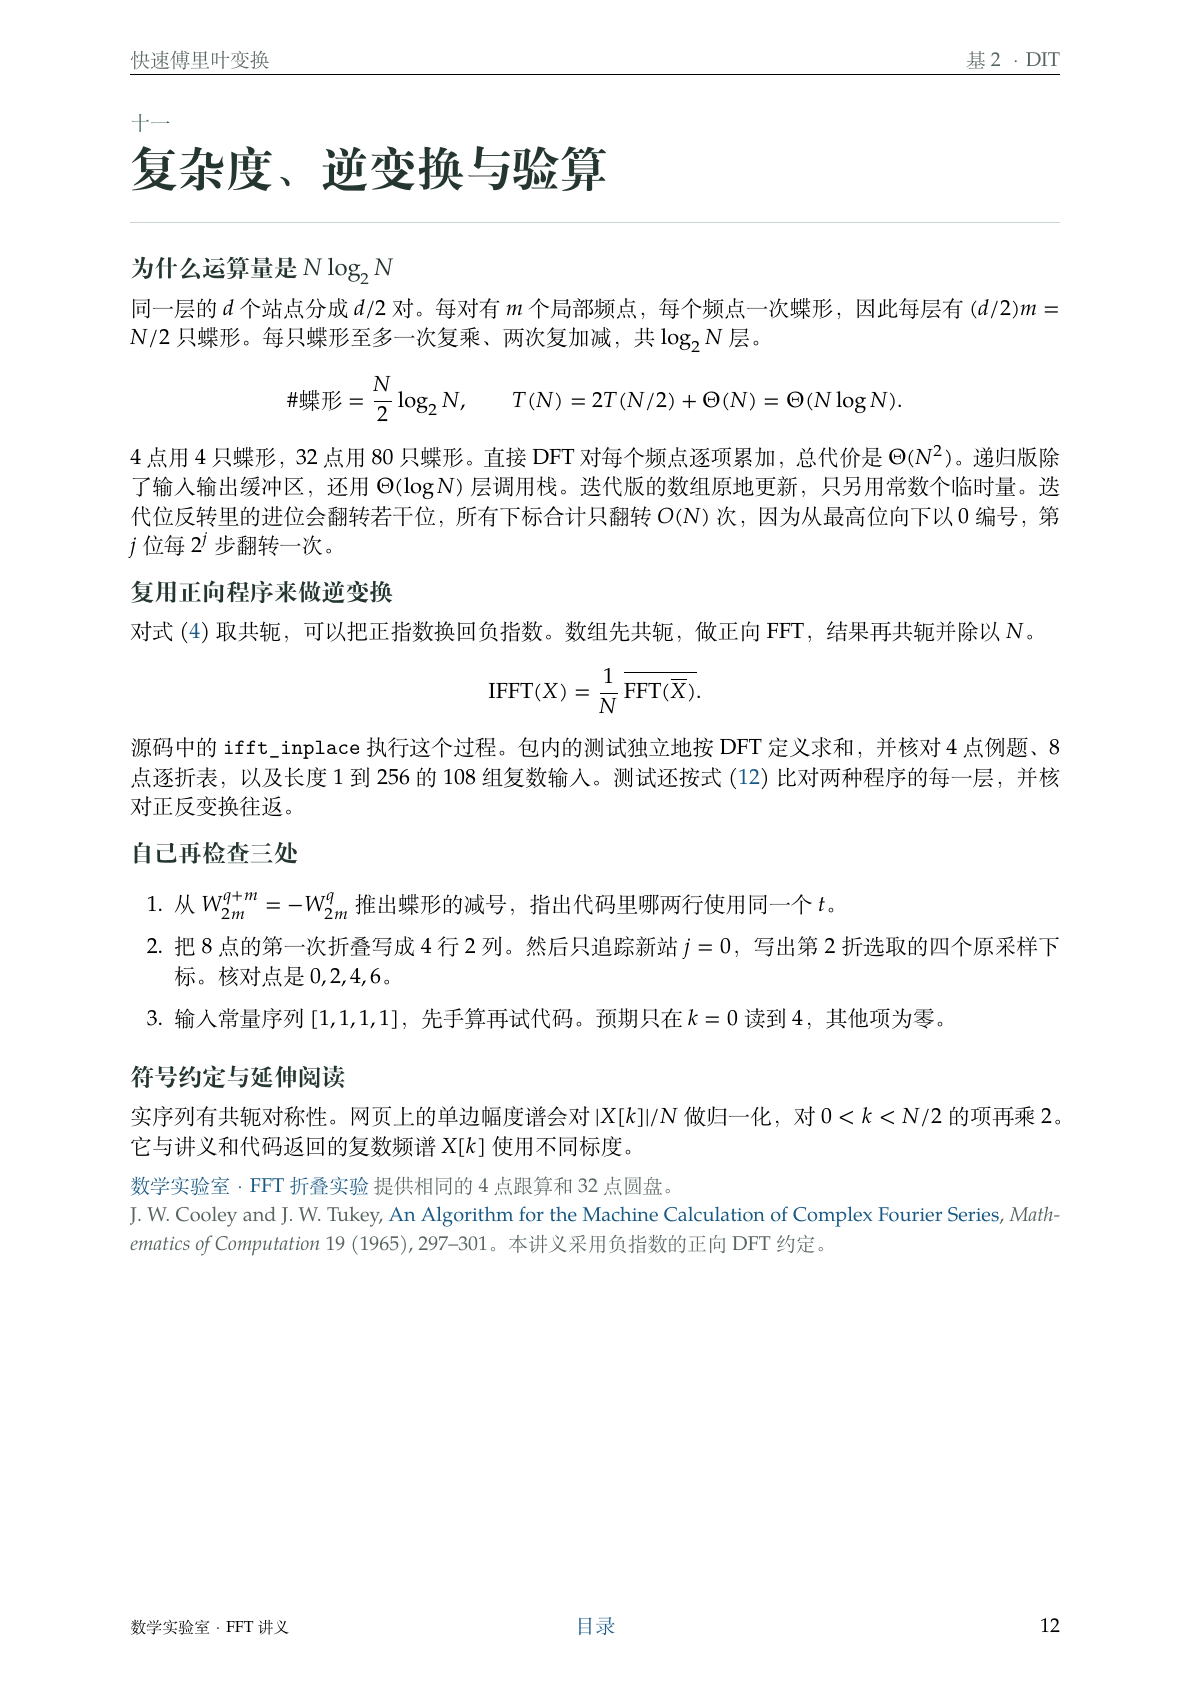 快速傅里叶变换 基 2 · DIT
十一
复杂度、逆变换与验算
为什么运算量是 N log₂ N
同一层的 d 个站点分成 d/2 对。每对有 m 个局部频点，每个频点一次蝶形，因此每层有 (d/2)m =
N/2 只蝶形。每只蝶形至多一次复乘、两次复加减，共 log₂ N 层。
#蝶形 = N/2 log₂ N, T(N) = 2T(N/2) + Θ(N) = Θ(N log N).
4 点用 4 只蝶形，32 点用 80 只蝶形。直接 DFT 对每个频点逐项累加，总代价是 Θ(N²)。递归版除
了输入输出缓冲区，还用 Θ(log N) 层调用栈。迭代版的数组原地更新，只另用常数个临时量。迭
代位反转里的进位会翻转若干位，所有下标合计只翻转 O(N) 次，因为从最高位向下以 0 编号，第
j 位每 2^j 步翻转一次。
复用正向程序来做逆变换
对式 (4) 取共轭，可以把正指数换回负指数。数组先共轭，做正向 FFT，结果再共轭并除以 N。
IFFT(X) = 1/N \overline{FFT(\overline{X})}.
源码中的 ifft_inplace 执行这个过程。包内的测试独立地按 DFT 定义求和，并核对 4 点例题、8
点逐折表，以及长度 1 到 256 的 108 组复数输入。测试还按式 (12) 比对两种程序的每一层，并核
对正反变换往返。
自己再检查三处
1. 从 W_{2m}^{q+m} = −W_{2m}^{q} 推出蝶形的减号，指出代码里哪两行使用同一个 t。
2. 把 8 点的第一次折叠写成 4 行 2 列。然后只追踪新站 j = 0，写出第 2 折选取的四个原采样下
标。核对点是 0, 2, 4, 6。
3. 输入常量序列 [1, 1, 1, 1]，先手算再试代码。预期只在 k = 0 读到 4，其他项为零。
符号约定与延伸阅读
实序列有共轭对称性。网页上的单边幅度谱会对 |X[k]|/N 做归一化，对 0 < k < N/2 的项再乘 2。
它与讲义和代码返回的复数频谱 X[k] 使用不同标度。
数学实验室 · FFT 折叠实验 提供相同的 4 点跟算和 32 点圆盘。
J. W. Cooley and J. W. Tukey, An Algorithm for the Machine Calculation of Complex Fourier Series, Math-
ematics of Computation 19 (1965), 297–301。本讲义采用负指数的正向 DFT 约定。
数学实验室 · FFT 讲义 目录 12